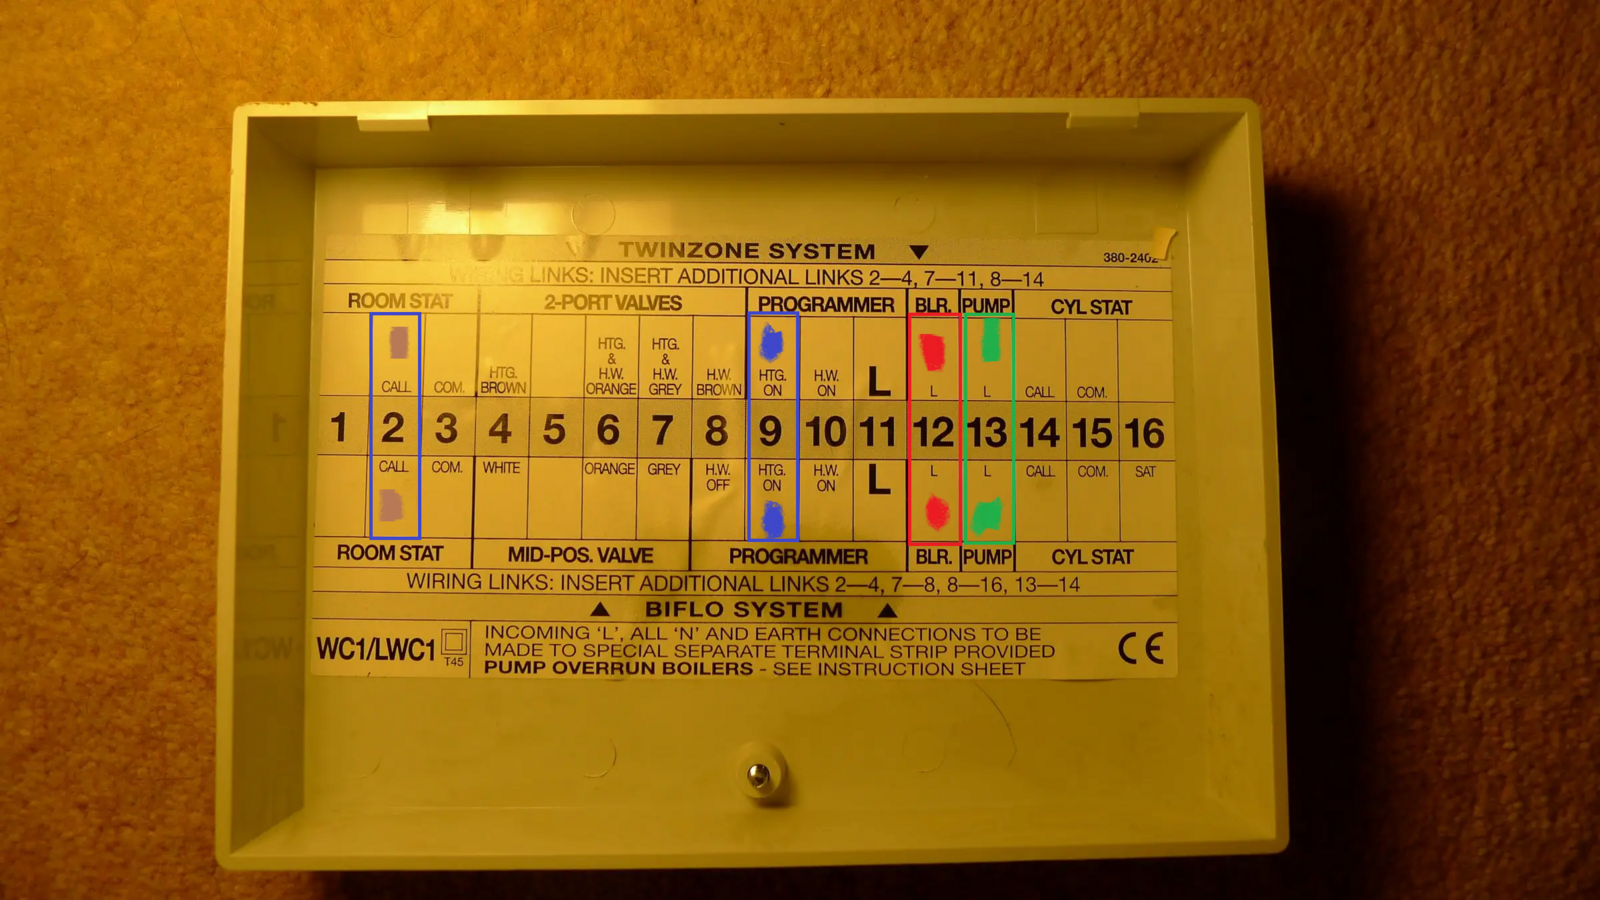 TWINZONE SYSTEM ▼
380-2402
WIRING LINKS: INSERT ADDITIONAL LINKS 2—4, 7—11, 8—14
ROOM STAT 2-PORT VALVES PROGRAMMER BLR. PUMP CYL STAT
CALL COM. HTG. BROWN HTG. & H.W. ORANGE HTG. & H.W. GREY H.W. BROWN HTG. ON H.W. ON L L L CALL COM.
1 2 3 4 5 6 7 8 9 10 11 12 13 14 15 16
CALL COM. WHITE ORANGE GREY H.W. OFF HTG. ON H.W. ON L L L CALL COM. SAT
ROOM STAT MID-POS. VALVE PROGRAMMER BLR. PUMP CYL STAT
WIRING LINKS: INSERT ADDITIONAL LINKS 2—4, 7—8, 8—16, 13—14
▲ BIFLO SYSTEM ▲
WC1/LWC1 T45
INCOMING 'L', ALL 'N' AND EARTH CONNECTIONS TO BE
MADE TO SPECIAL SEPARATE TERMINAL STRIP PROVIDED
PUMP OVERRUN BOILERS - SEE INSTRUCTION SHEET
CE